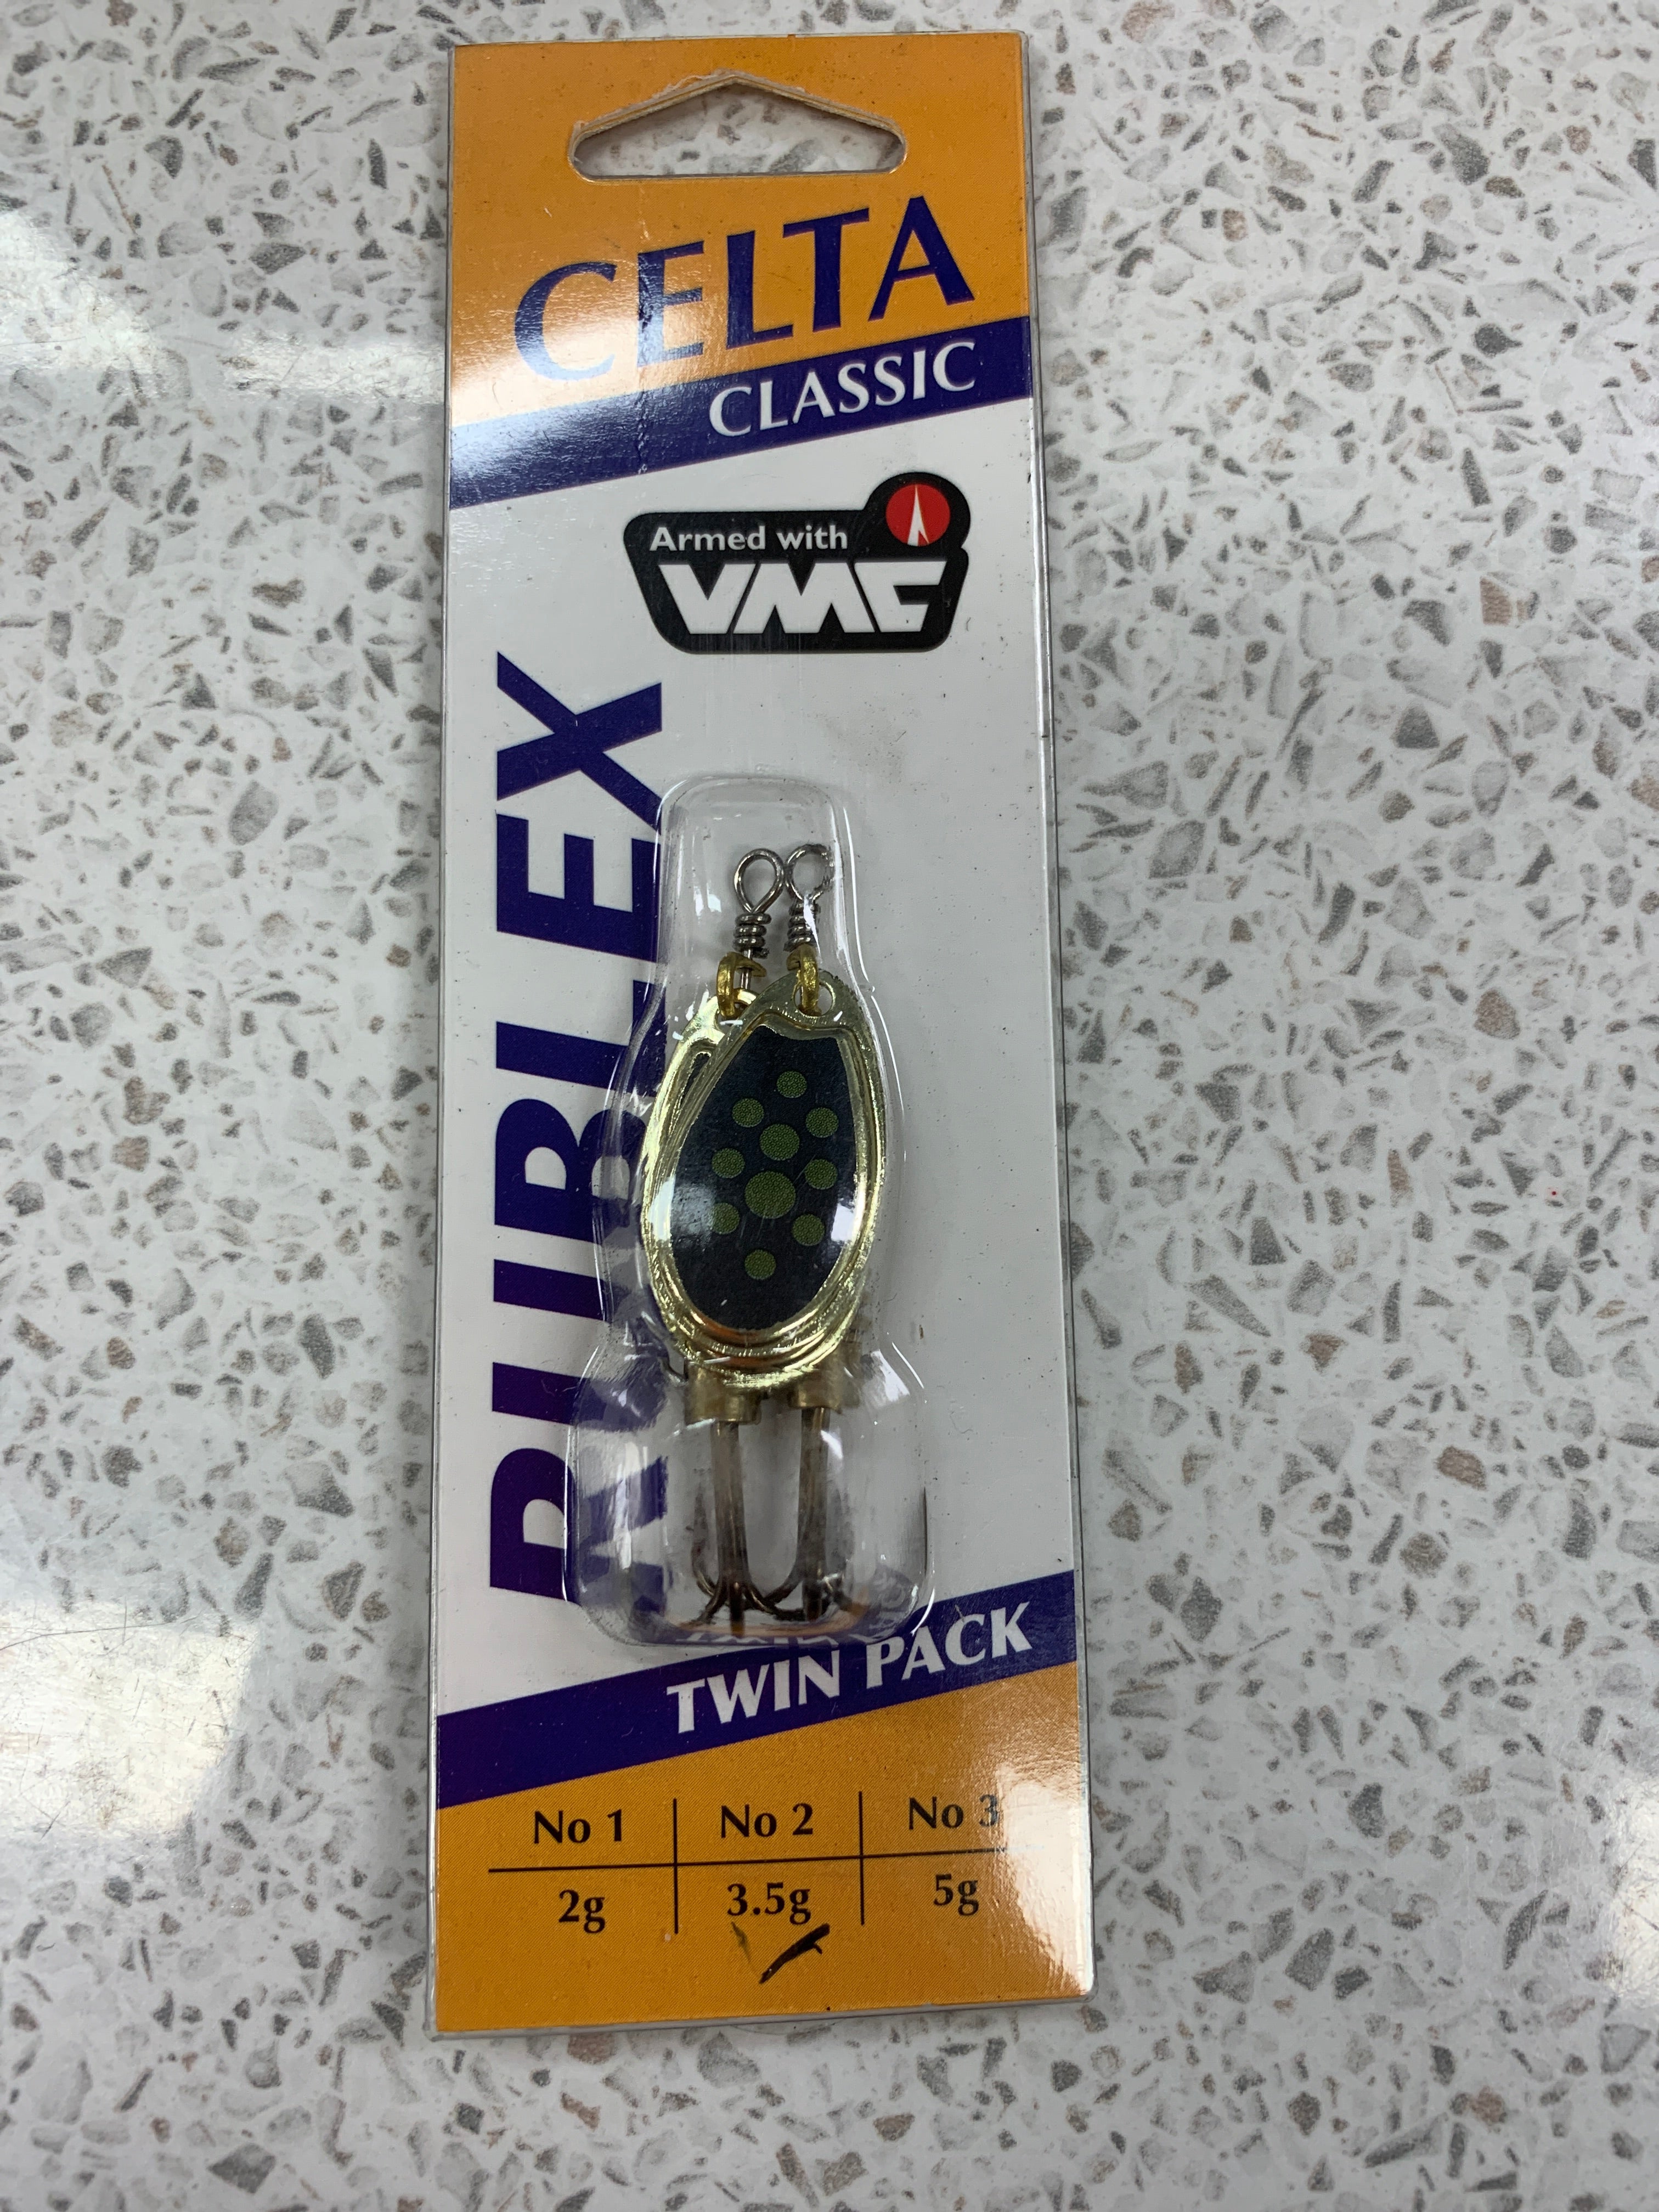 CELTA
CLASSIC
Armed with
VMC
RUBLEX
TWIN PACK
No 1 No 2 No 3
2g 3.5g 5g